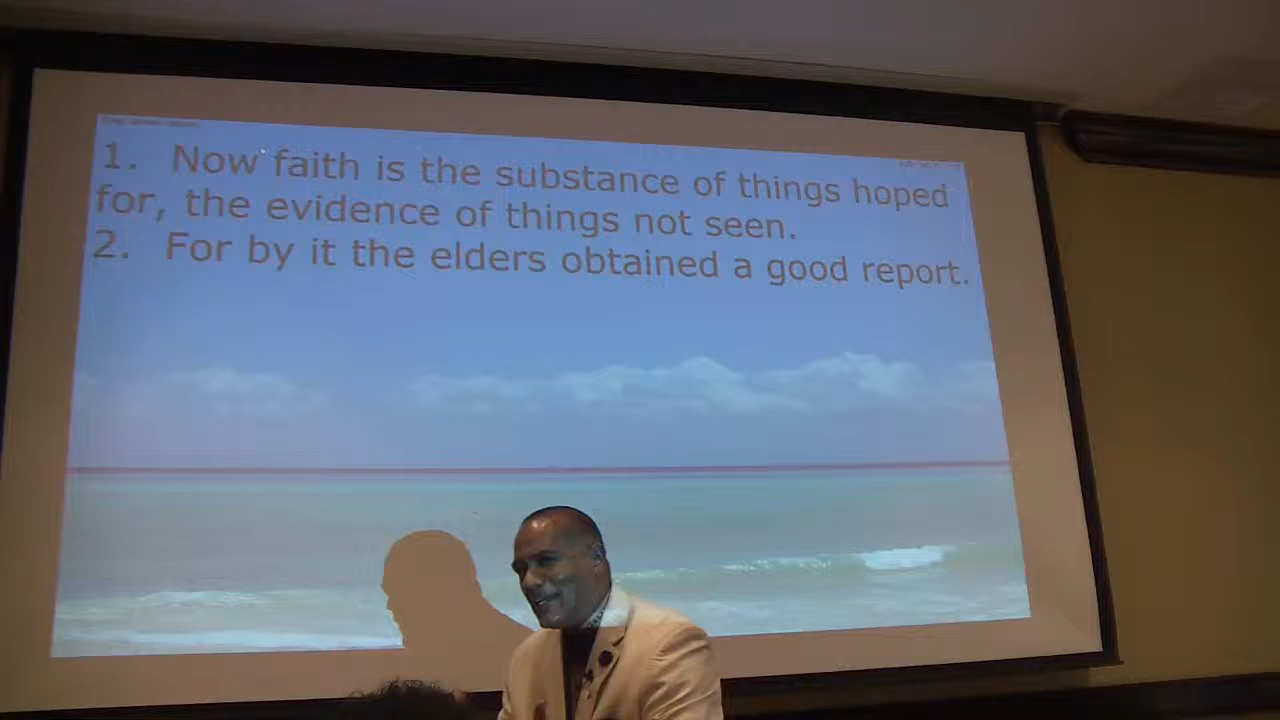 1. Now faith is the substance of things hoped
for, the evidence of things not seen.
2. For by it the elders obtained a good report.